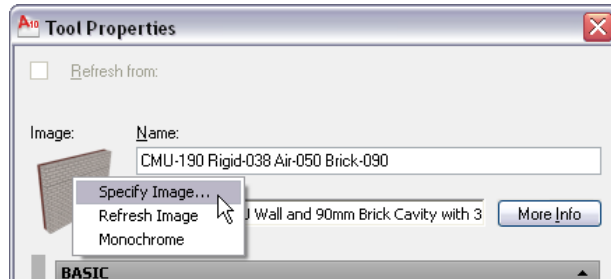 A10 Tool Properties
Refresh from:
Image: Name:
CMU-190 Rigid-038 Air-050 Brick-090
Specify Image...
Refresh Image
Wall and 90mm Brick Cavity with 3 More Info
Monochrome
BASIC